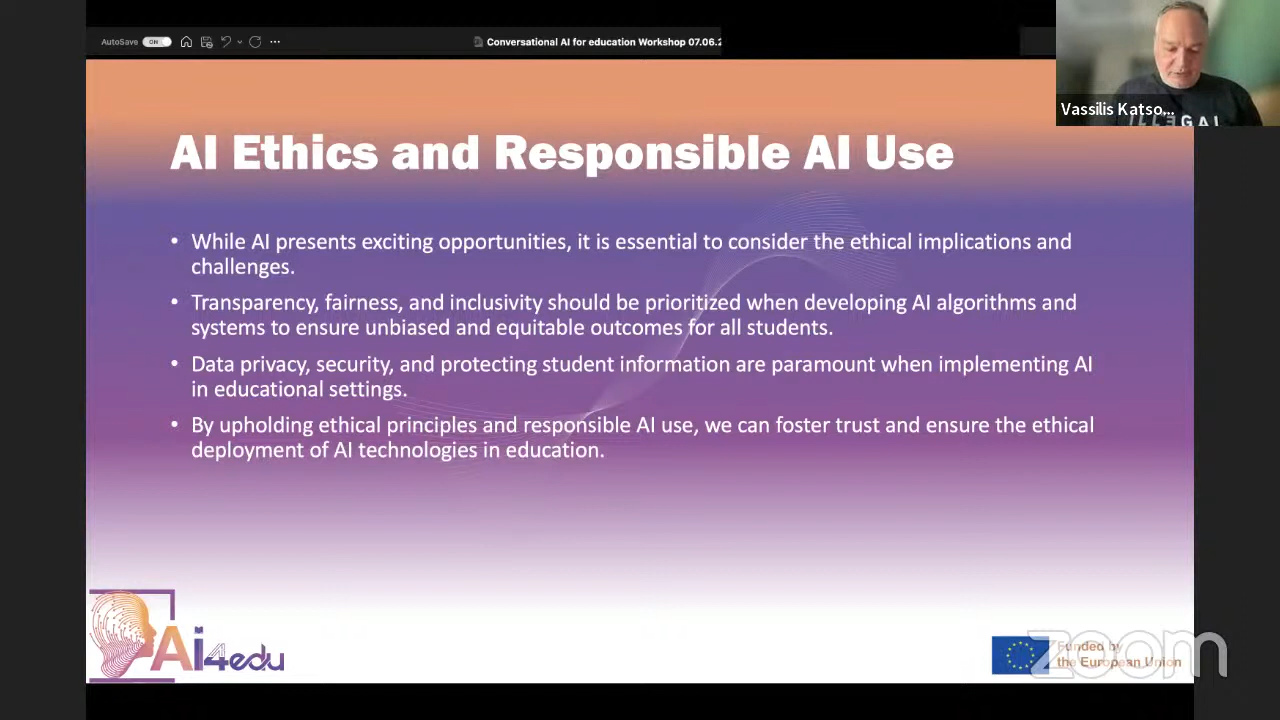 AutoSave ON
Conversational AI for education Workshop 07.06.2
Vassilis Katso...
ILLEGAL
AI Ethics and Responsible AI Use
• While AI presents exciting opportunities, it is essential to consider the ethical implications and
challenges.
• Transparency, fairness, and inclusivity should be prioritized when developing AI algorithms and
systems to ensure unbiased and equitable outcomes for all students.
• Data privacy, security, and protecting student information are paramount when implementing AI
in educational settings.
• By upholding ethical principles and responsible AI use, we can foster trust and ensure the ethical
deployment of AI technologies in education.
Ai4edu
Funded by
the European Union
zoom